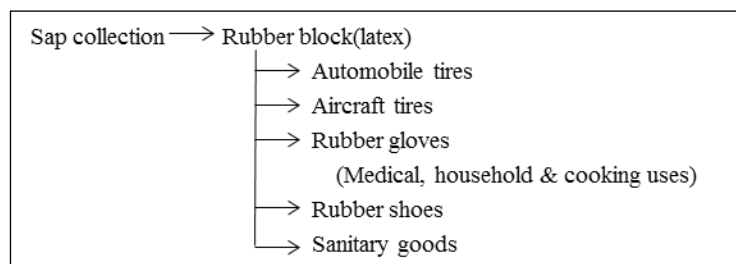 Sap collection Rubber block(latex)
Automobile tires
Aircraft tires
Rubber gloves
(Medical, household & cooking uses)
Rubber shoes
Sanitary goods